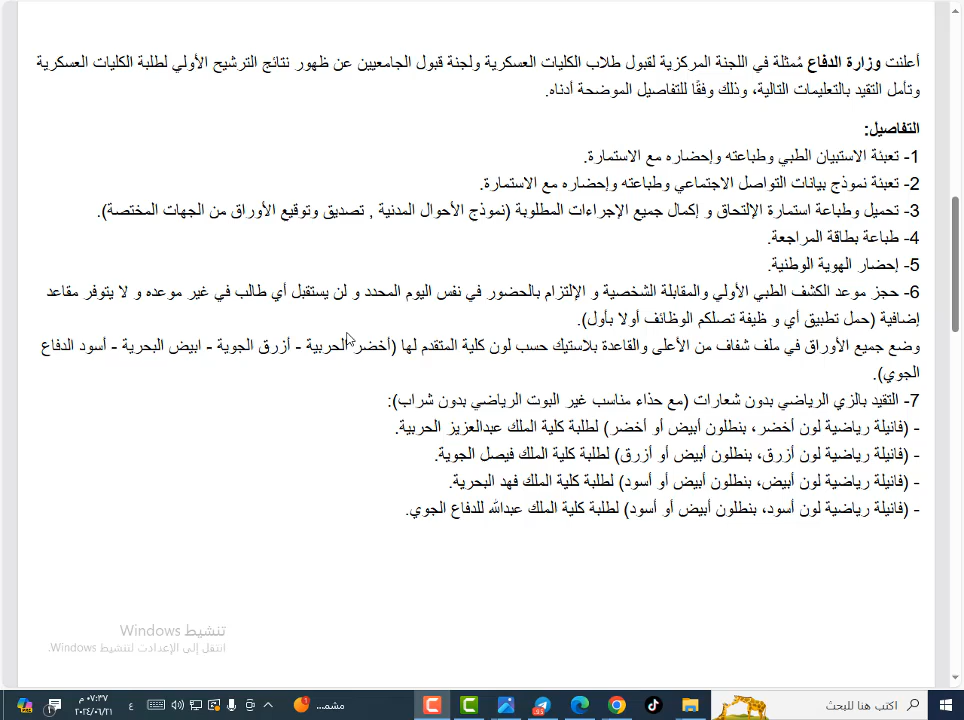 أعلنت وزارة الدفاع مُمثلة في اللجنة المركزية لقبول طلاب الكليات العسكرية ولجنة قبول الجامعيين عن ظهور نتائج الترشيح الأولي لطلبة الكليات العسكرية
وتأمل التقيد بالتعليمات التالية، وذلك وفقًا للتفاصيل الموضحة أدناه.
التفاصيل:
1- تعبئة الاستبيان الطبي وطباعته وإحضاره مع الاستمارة.
2- تعبئة نموذج بيانات التواصل الاجتماعي وطباعته وإحضاره مع الاستمارة.
3- تحميل وطباعة استمارة الإلتحاق و إكمال جميع الإجراءات المطلوبة (نموذج الأحوال المدنية , تصديق وتوقيع الأوراق من الجهات المختصة).
4- طباعة بطاقة المراجعة.
5- إحضار الهوية الوطنية.
6- حجز موعد الكشف الطبي الأولي والمقابلة الشخصية و الإلتزام بالحضور في نفس اليوم المحدد و لن يستقبل أي طالب في غير موعده و لا يتوفر مقاعد
إضافية (حمل تطبيق أي و ظيفة تصلكم الوظائف أولا بأول).
وضع جميع الأوراق في ملف شفاف من الأعلى والقاعدة بلاستيك حسب لون كلية المتقدم لها (أخضر الحربية - أزرق الجوية - ابيض البحرية - أسود الدفاع
الجوي).
7- التقيد بالزي الرياضي بدون شعارات (مع حذاء مناسب غير البوت الرياضي بدون شراب):
- (فانيلة رياضية لون أخضر، بنطلون أبيض أو أخضر) لطلبة كلية الملك عبدالعزيز الحربية.
- (فانيلة رياضية لون أزرق، بنطلون أبيض أو أزرق) لطلبة كلية الملك فيصل الجوية.
- (فانيلة رياضية لون أبيض، بنطلون أبيض أو أسود) لطلبة كلية الملك فهد البحرية.
- (فانيلة رياضية لون أسود، بنطلون أبيض أو أسود) لطلبة كلية الملك عبدالله للدفاع الجوي.
تنشيط Windows
انتقل إلى الإعدادت لتنشيط Windows.
اكتب هنا للبحث
95
مشمـ...
ع
٠٧:٣٧ م
٢٠٢٤/٠٦/٢١